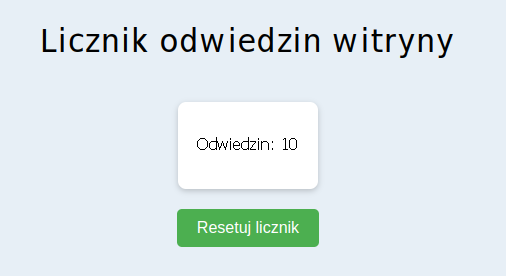 Licznik odwiedzin witryny
Odwiedzin: 10
Resetuj licznik